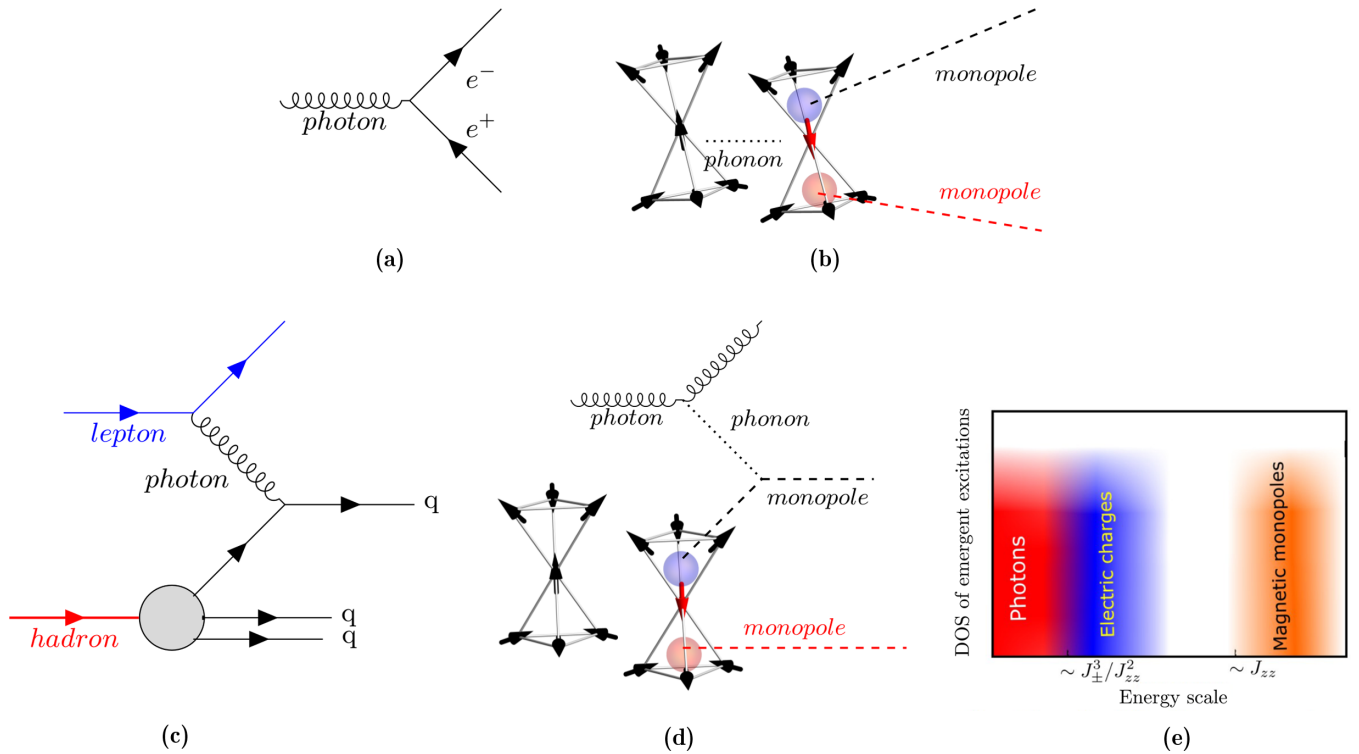 photon
e⁻
e⁺
(a)
phonon
monopole
monopole
(b)
lepton
photon
q
hadron
q
q
(c)
photon
phonon
monopole
monopole
(d)
DOS of emergent excitations
Photons
Electric charges
Magnetic monopoles
∼ J³±/J²zz
∼ Jzz
Energy scale
(e)